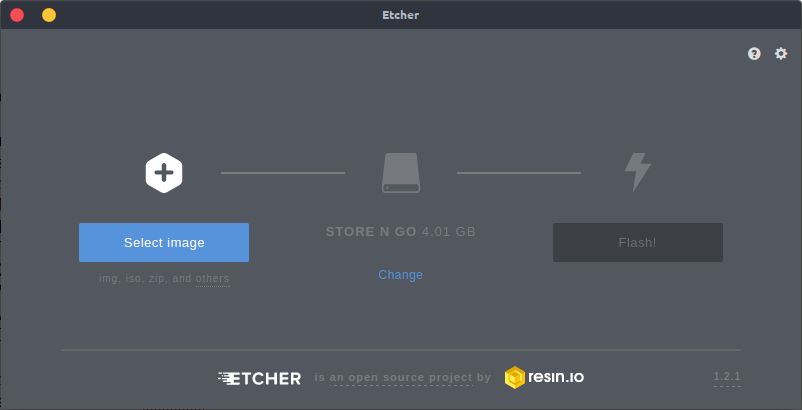 Etcher
Select image
img, iso, zip, and others
STORE N GO 4.01 GB
Change
Flash!
ETCHER is an open source project by resin.io 1.2.1